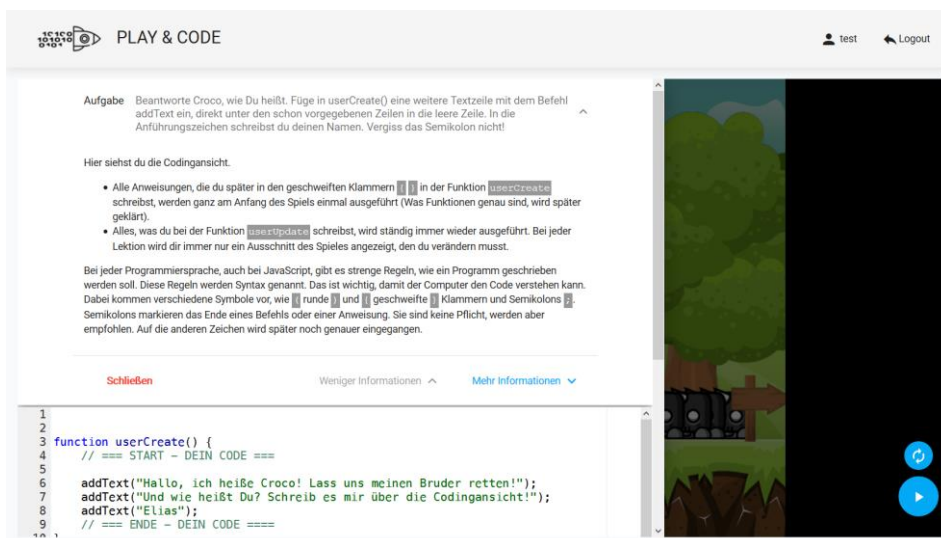 PLAY & CODE
test
Logout
Aufgabe Beantworte Croco, wie Du heißt. Füge in userCreate() eine weitere Textzeile mit dem Befehl
addText ein, direkt unter den schon vorgegebenen Zeilen in die leere Zeile. In die
Anführungszeichen schreibst du deinen Namen. Vergiss das Semikolon nicht!
Hier siehst du die Codingansicht.
• Alle Anweisungen, die du später in den geschweiften Klammern { } in der Funktion userCreate
schreibst, werden ganz am Anfang des Spiels einmal ausgeführt (Was Funktionen genau sind, wird später
geklärt).
• Alles, was du bei der Funktion userUpdate schreibst, wird ständig immer wieder ausgeführt. Bei jeder
Lektion wird dir immer nur ein Ausschnitt des Spieles angezeigt, den du verändern musst.
Bei jeder Programmiersprache, auch bei JavaScript, gibt es strenge Regeln, wie ein Programm geschrieben
werden soll. Diese Regeln werden Syntax genannt. Das ist wichtig, damit der Computer den Code verstehen kann.
Dabei kommen verschiedene Symbole vor, wie ( runde ) und { geschweifte } Klammern und Semikolons ;.
Semikolons markieren das Ende eines Befehls oder einer Anweisung. Sie sind keine Pflicht, werden aber
empfohlen. Auf die anderen Zeichen wird später noch genauer eingegangen.
Schließen
Weniger Informationen
Mehr Informationen
1
2
3 function userCreate() {
4 // === START – DEIN CODE ===
5
6 addText("Hallo, ich heiße Croco! Lass uns meinen Bruder retten!");
7 addText("Und wie heißt Du? Schreib es mir über die Codingansicht!");
8 addText("Elias");
9 // === ENDE – DEIN CODE ====